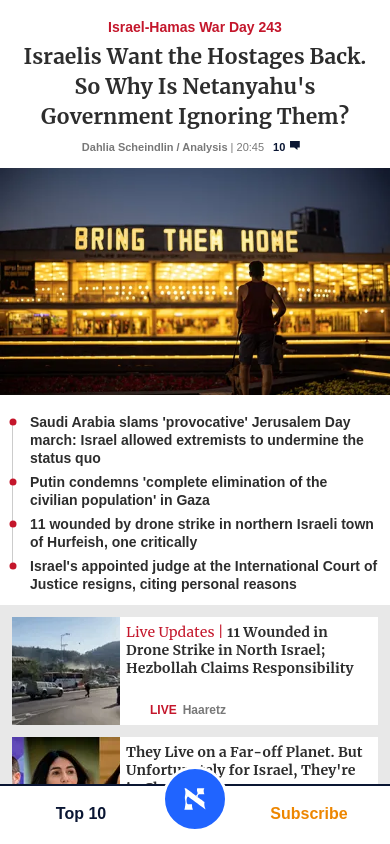 Israel-Hamas War Day 243
Israelis Want the Hostages Back.
So Why Is Netanyahu's
Government Ignoring Them?
Dahlia Scheindlin / Analysis | 20:45 10
BRING THEM HOME
Saudi Arabia slams 'provocative' Jerusalem Day
march: Israel allowed extremists to undermine the
status quo
Putin condemns 'complete elimination of the
civilian population' in Gaza
11 wounded by drone strike in northern Israeli town
of Hurfeish, one critically
Israel's appointed judge at the International Court of
Justice resigns, citing personal reasons
Live Updates | 11 Wounded in
Drone Strike in North Israel;
Hezbollah Claims Responsibility
LIVE Haaretz
They Live on a Far-off Planet. But
for Israel, They're
Top 10
Subscribe